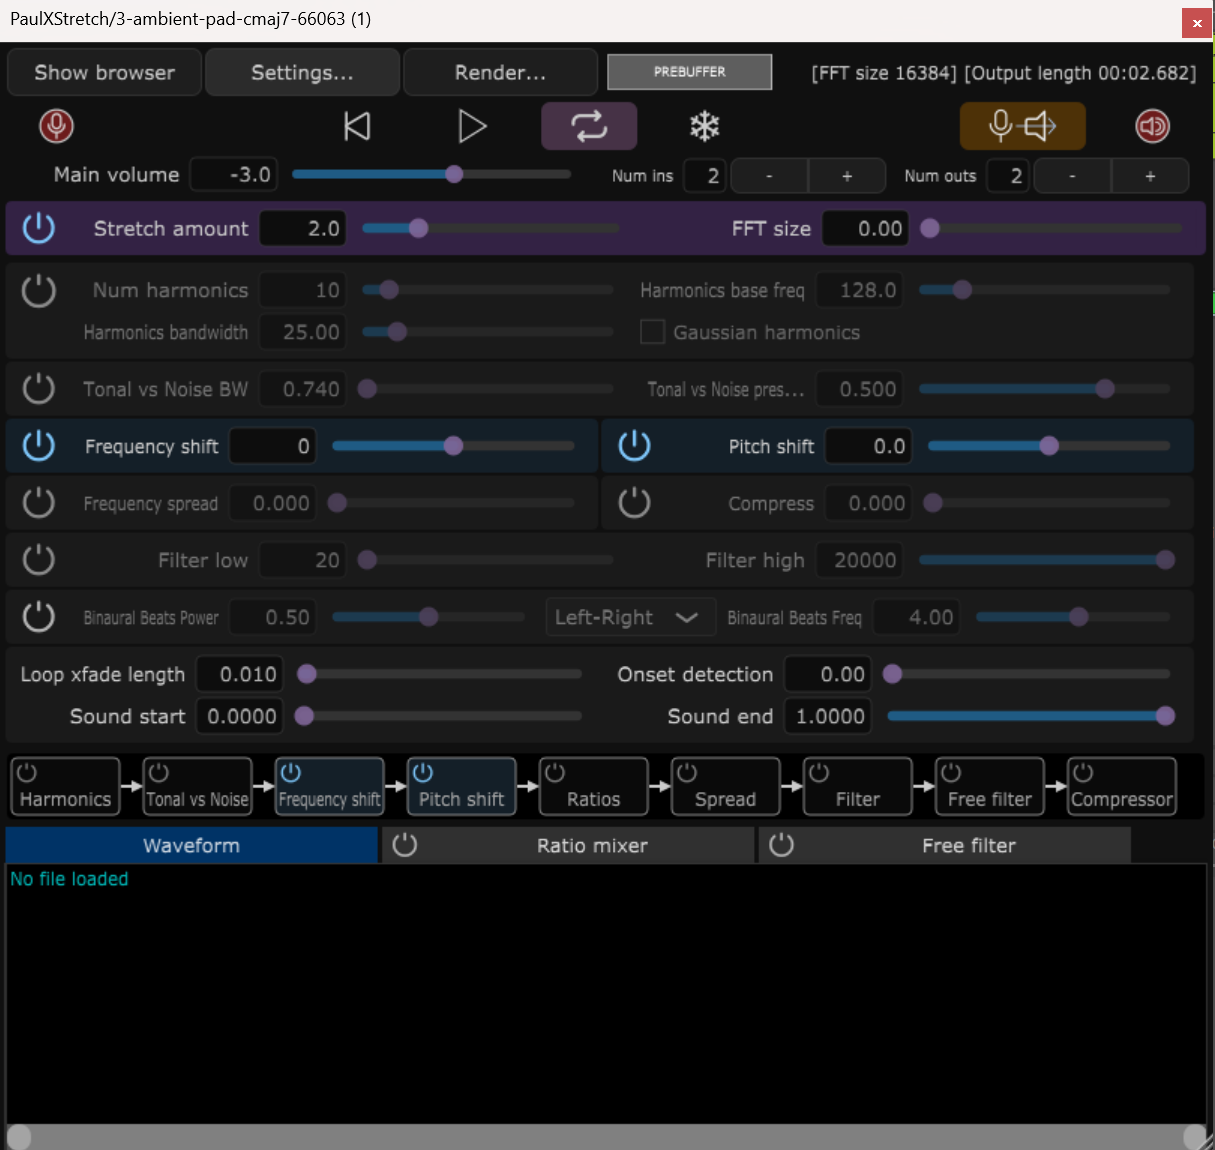 PaulXStretch/3-ambient-pad-cmaj7-66063 (1)
x
Show browser Settings... Render... PREBUFFER [FFT size 16384] [Output length 00:02.682]
Main volume -3.0 Num ins 2 - + Num outs 2 - +
Stretch amount 2.0 FFT size 0.00
Num harmonics 10 Harmonics base freq 128.0
Harmonics bandwidth 25.00 Gaussian harmonics
Tonal vs Noise BW 0.740 Tonal vs Noise pres... 0.500
Frequency shift 0 Pitch shift 0.0
Frequency spread 0.000 Compress 0.000
Filter low 20 Filter high 20000
Binaural Beats Power 0.50 Left-Right Binaural Beats Freq 4.00
Loop xfade length 0.010 Onset detection 0.00
Sound start 0.0000 Sound end 1.0000
Harmonics Tonal vs Noise Frequency shift Pitch shift Ratios Spread Filter Free filter Compressor
Waveform Ratio mixer Free filter
No file loaded